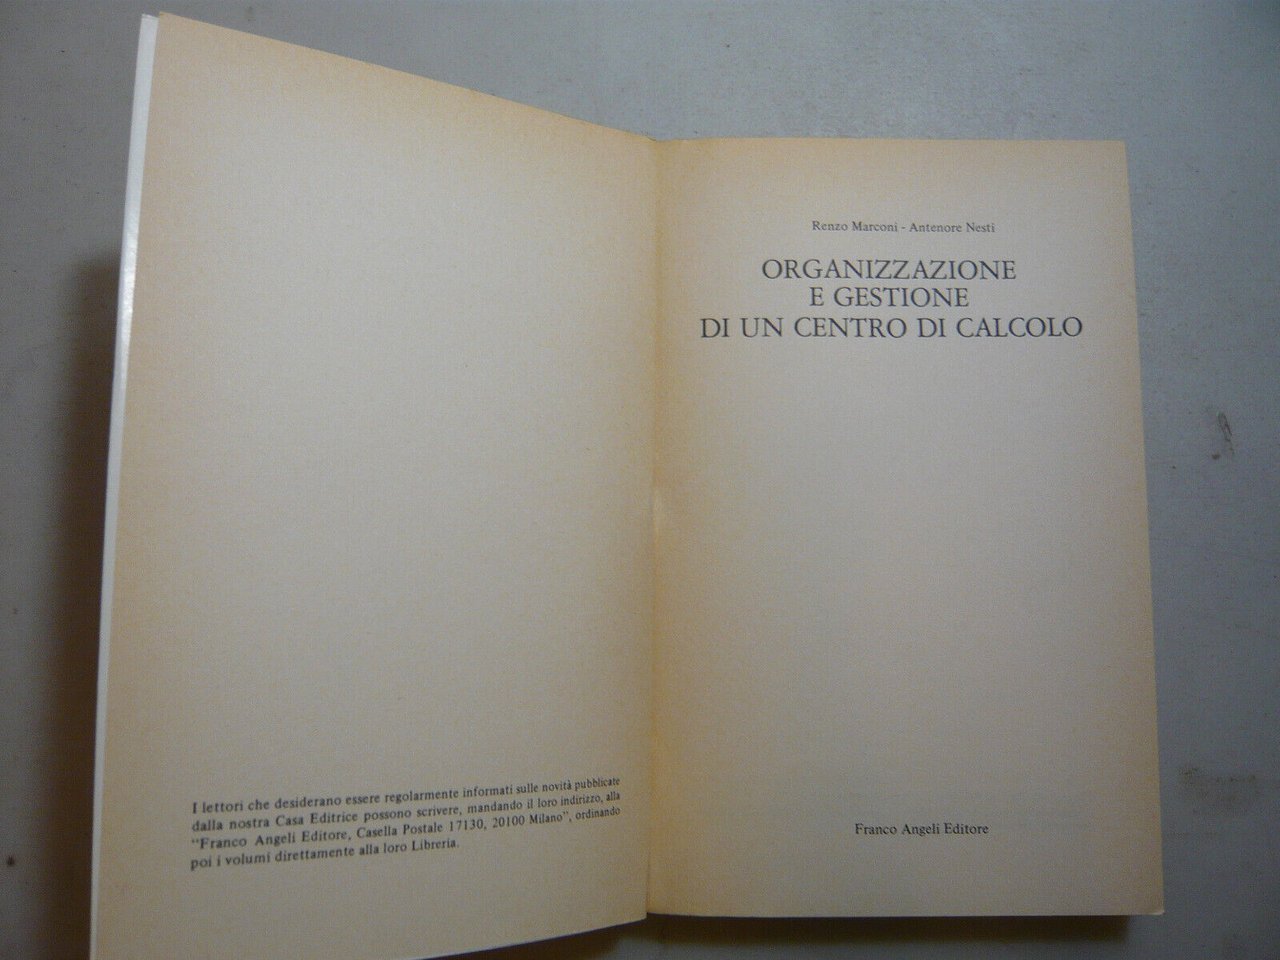 I lettori che desiderano essere regolarmente informati sulle novità pubblicate
dalla nostra Casa Editrice possono scrivere, mandando il loro indirizzo, alla
“Franco Angeli Editore, Casella Postale 17130, 20100 Milano”, ordinando
poi i volumi direttamente alla loro Libreria.
Renzo Marconi - Antenore Nesti
ORGANIZZAZIONE
E GESTIONE
DI UN CENTRO DI CALCOLO
Franco Angeli Editore